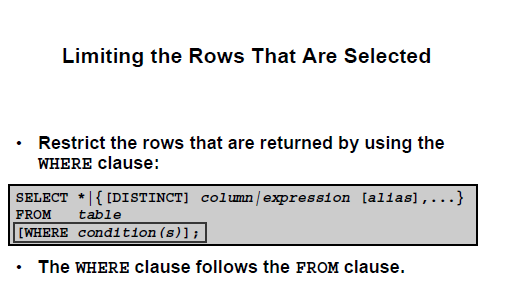 Limiting the Rows That Are Selected
• Restrict the rows that are returned by using the
WHERE clause:
SELECT *|{[DISTINCT] column|expression [alias],...}
FROM table
[WHERE condition(s)];
• The WHERE clause follows the FROM clause.